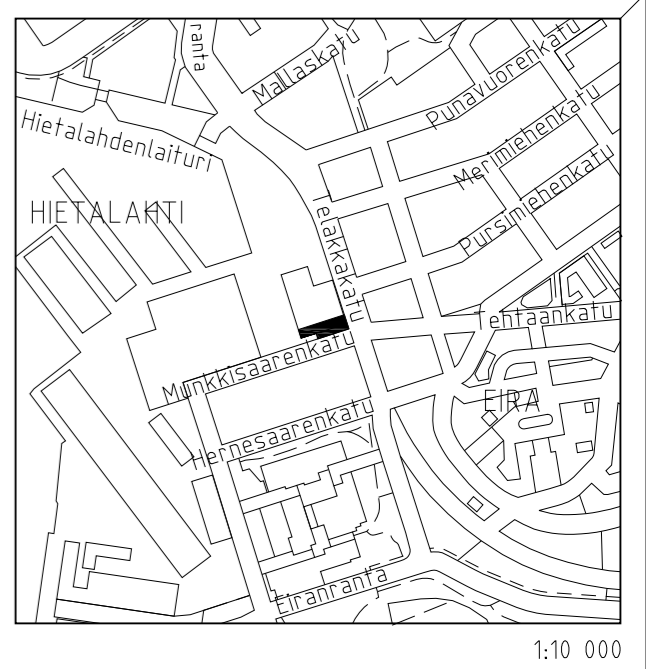 ranta
Mallaskatu
Punavuorenkatu
Hietalahdenlaituri
Merimiehenkatu
Pursimiehenkatu
HIETALAHTI
Telakkakatu
Tehtaankatu
Munkkisaarenkatu
EIRA
Hernesaarenkatu
Eiranranta
1:10 000